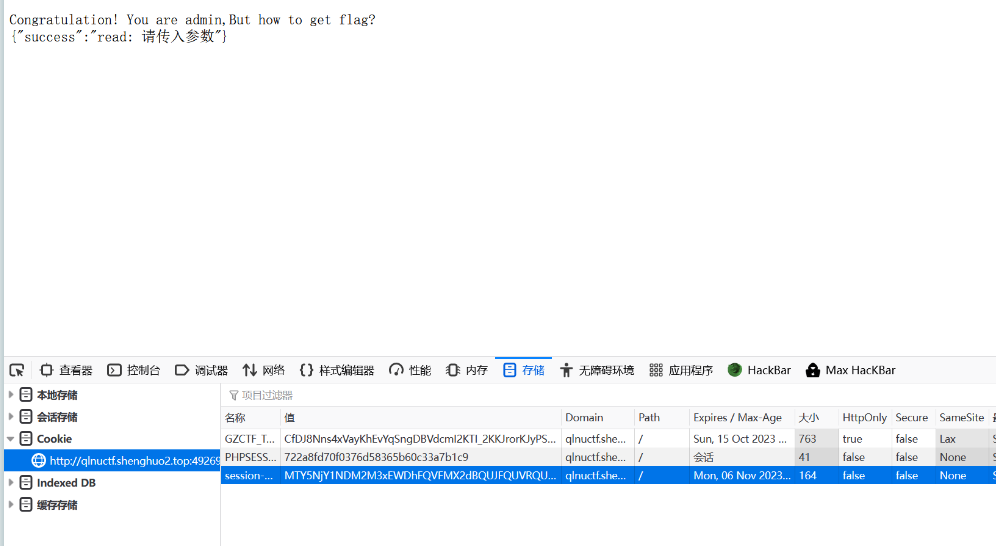 Congratulation! You are admin,But how to get flag?
{"success":"read: 请传入参数"}
查看器 控制台 调试器 网络 样式编辑器 性能 内存 存储 无障碍环境 应用程序 HackBar Max HacKBar
本地存储
会话存储
Cookie
http://qlnuctf.shenghuo2.top:49269
Indexed DB
缓存存储
项目过滤器
名称 值 Domain Path Expires / Max-Age 大小 HttpOnly Secure SameSite
GZCTF_T... CfDJ8Nns4xVayKhEvYqSngDBVdcmI2KTI_2KKJrorKJyPS... qlnuctf.she... / Sun, 15 Oct 2023 ... 763 true false Lax
PHPSESS... 722a8fd70f0376d58365b60c33a7b1c9 qlnuctf.she... / 会话 41 false false None
session-... MTY5NjY1NDM2M3xEWDhFQVFMX2dBQUJFQUVRQU... qlnuctf.she... / Mon, 06 Nov 2023... 164 false false None